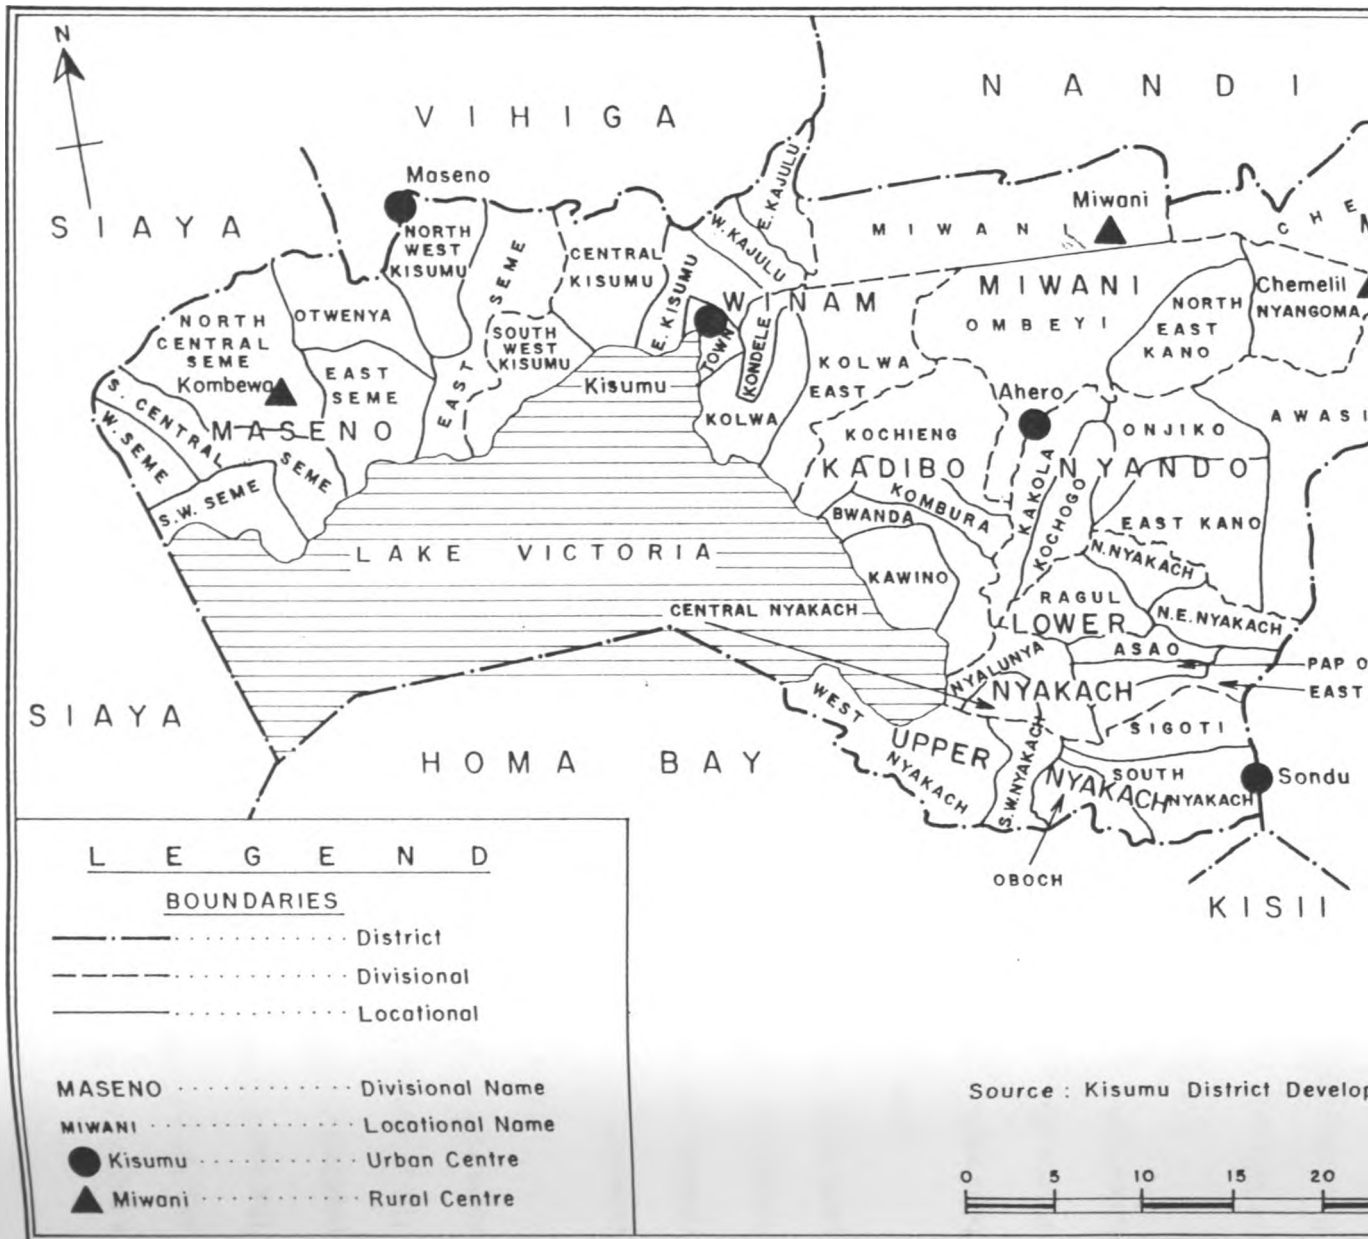 N
NANDI
VIHIGA
SIAYA
Maseno
NORTH
WEST
KISUMU
EAST SEME
CENTRAL
KISUMU
E. KISUMU
W. KAJULU
E. KAJULU
MIWANI
Miwani
CHE
M
WINAM
MIWANI
OMBEYI
NORTH
EAST
KANO
Chemelil
NYANGOMA
NORTH
CENTRAL
SEME
OTWENYA
EAST
SEME
Kombewa
SOUTH
WEST
KISUMU
Kisumu
TOWN
KONDELE
KOLWA
EAST
KOLWA
Ahero
AWASI
S. CENTRAL
SEME
W. SEME
MASENO
S.W. SEME
KOCHIENG
KADIBO
KAKOLA
KOCHOGO
ONJIKO
NYANDO
KOMBURA
BWANDA
EAST KANO
LAKE VICTORIA
KAWINO
N. NYAKACH
CENTRAL NYAKACH
RAGUL
LOWER
N.E. NYAKACH
ASAO
PAP O
NYALUNYA
NYAKACH
EAST
SIAYA
WEST
NYAKACH
UPPER
S.W. NYAKACH
SIGOTI
HOMA BAY
NYAKACH
SOUTH
NYAKACH
Sondu
OBOCH
KISII
LEGEND
BOUNDARIES
District
Divisional
Locational
MASENO Divisional Name
MIWANI Locational Name
Kisumu Urban Centre
Miwani Rural Centre
Source : Kisumu District Develop
0 5 10 15 20